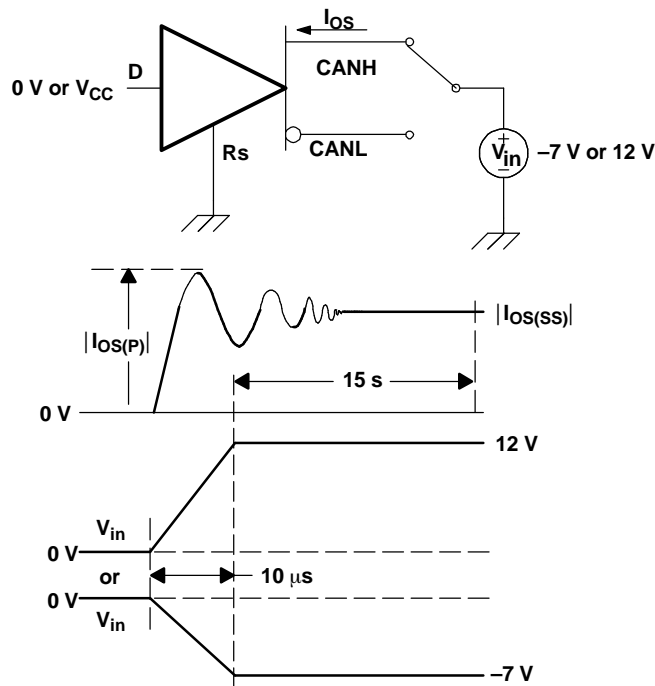 I_OS
D
0 V or V_CC
CANH
Rs
CANL
+
V_in
–
–7 V or 12 V
|I_OS(P)|
|I_OS(SS)|
15 s
0 V
12 V
V_in
0 V
or
10 μs
0 V
V_in
–7 V